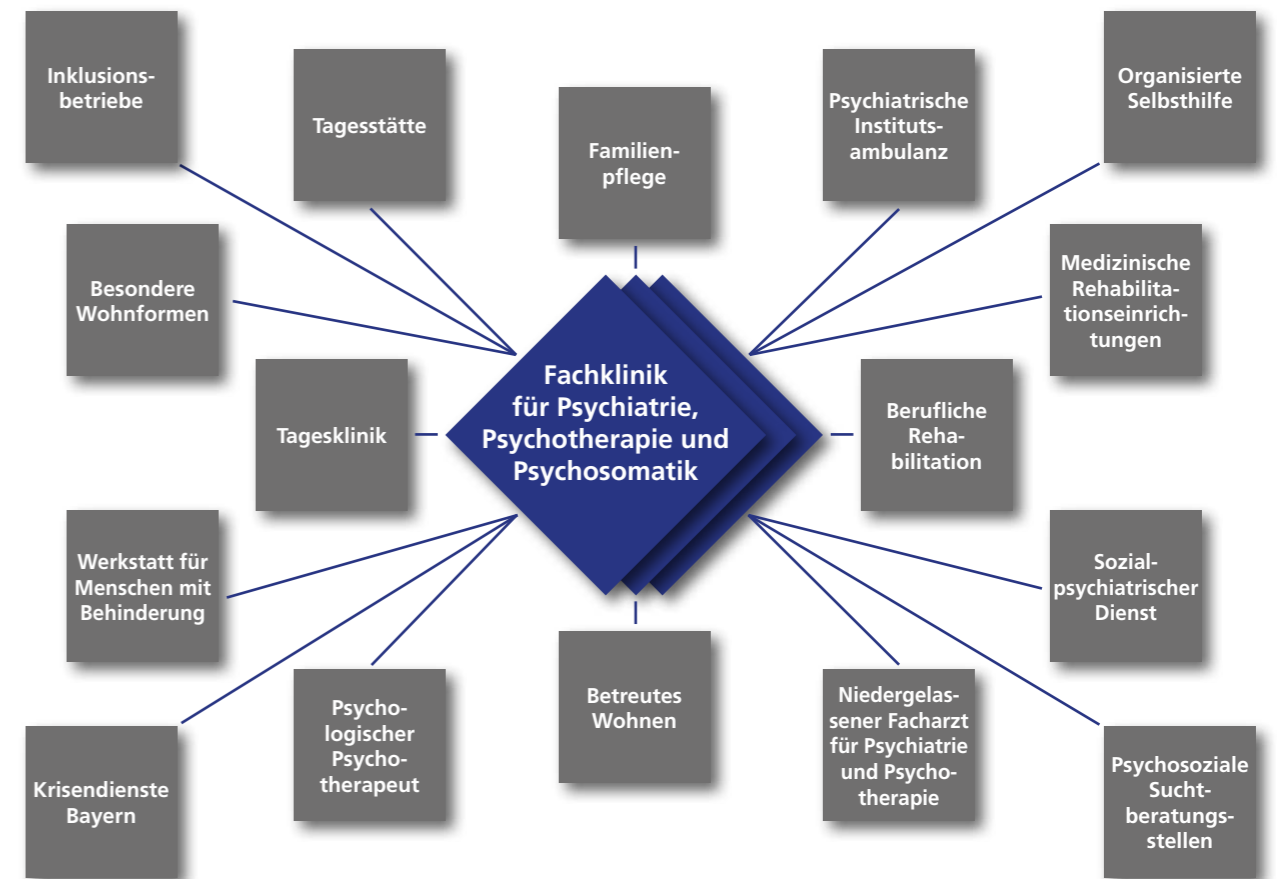 Inklusions-
betriebe
Tagesstätte
Familien-
pflege
Psychiatrische
Instituts-
ambulanz
Organisierte
Selbsthilfe
Besondere
Wohnformen
Medizinische
Rehabilita-
tionseinrich-
tungen
Tagesklinik
Fachklinik
für Psychiatrie,
Psychotherapie und
Psychosomatik
Berufliche
Reha-
bilitation
Werkstatt für
Menschen mit
Behinderung
Sozial-
psychiatrischer
Dienst
Krisendienste
Bayern
Psycho-
logischer
Psycho-
therapeut
Betreutes
Wohnen
Niedergelas-
sener Facharzt
für Psychiatrie
und Psycho-
therapie
Psychosoziale
Sucht-
beratungs-
stellen